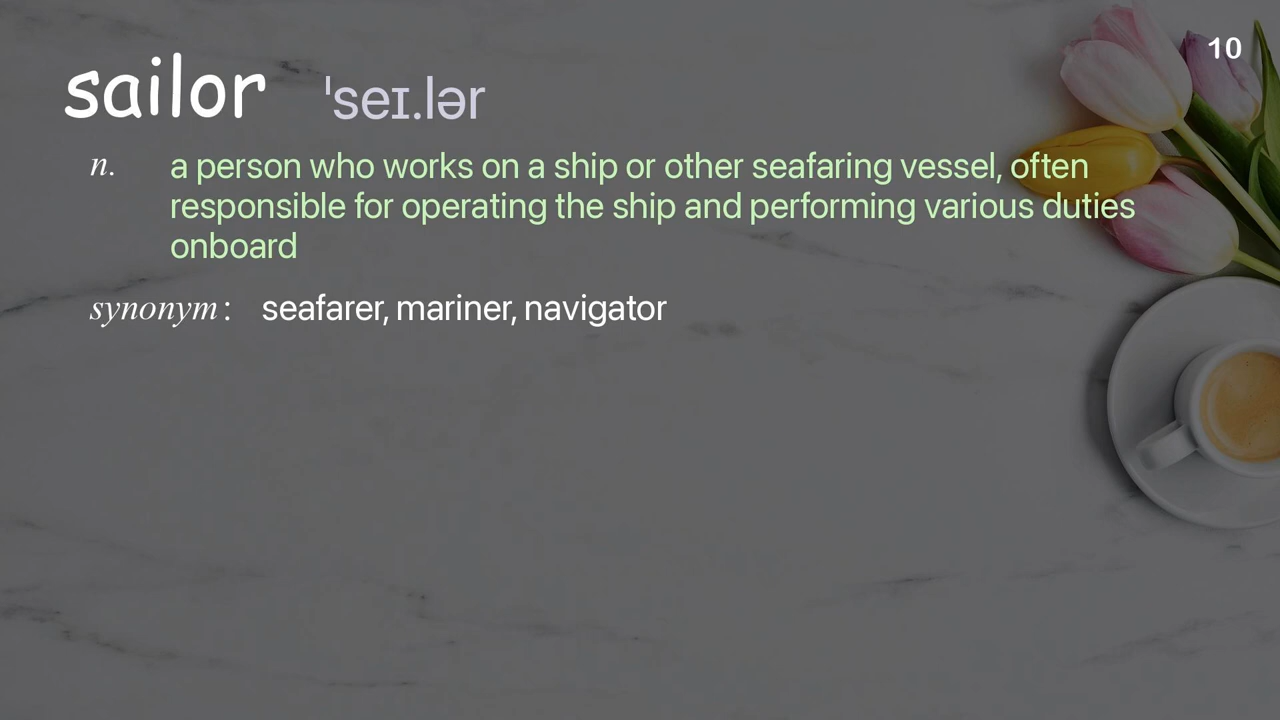 10
sailor ˈseɪ.lər
n. a person who works on a ship or other seafaring vessel, often
responsible for operating the ship and performing various duties
onboard
synonym: seafarer, mariner, navigator